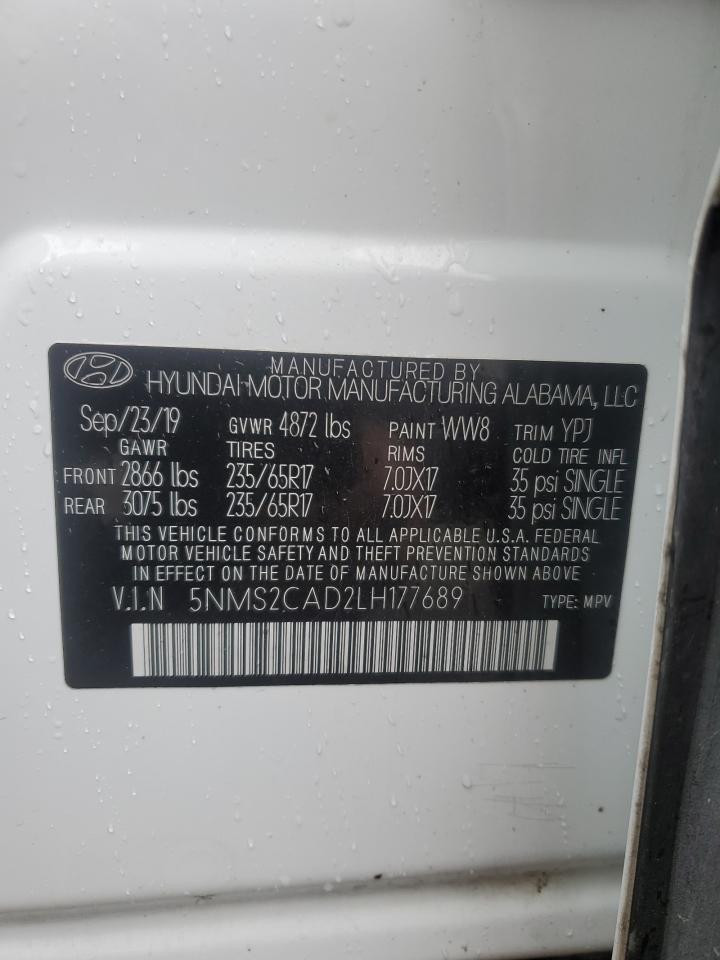 MANUFACTURED BY
HYUNDAI MOTOR MANUFACTURING ALABAMA, LLC
Sep/23/19 GVWR 4872 lbs PAINT WW8 TRIM YPJ
GAWR TIRES RIMS COLD TIRE INFL
FRONT 2866 lbs 235/65R17 7.0JX17 35 psi SINGLE
REAR 3075 lbs 235/65R17 7.0JX17 35 psi SINGLE
THIS VEHICLE CONFORMS TO ALL APPLICABLE U.S.A. FEDERAL
MOTOR VEHICLE SAFETY AND THEFT PREVENTION STANDARDS
IN EFFECT ON THE DATE OF MANUFACTURE SHOWN ABOVE
V.I.N 5NMS2CAD2LH177689 TYPE: MPV